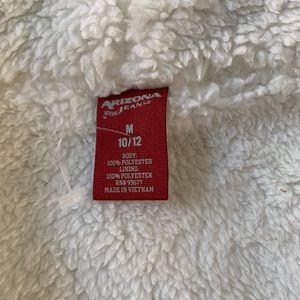 ARIZONA
JEAN CO.
M
10/12
BODY:
100% POLYESTER
LINING:
100% POLYESTER
RN# 93677
MADE IN VIETNAM